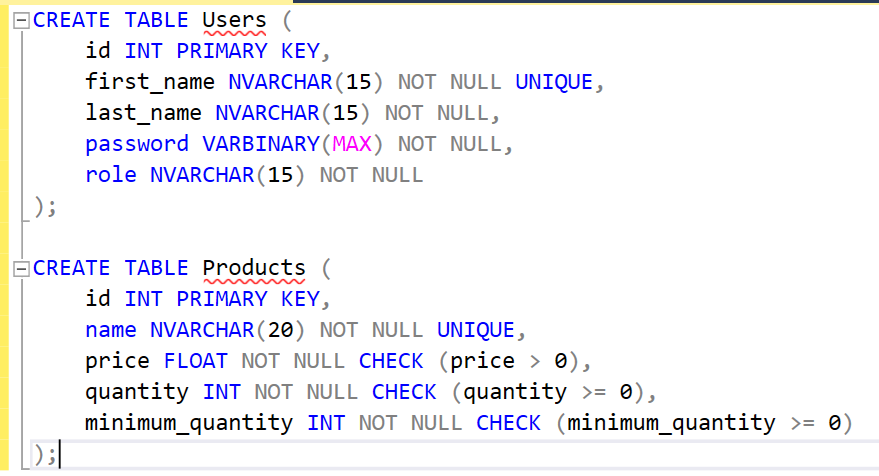 CREATE TABLE Users (
    id INT PRIMARY KEY,
    first_name NVARCHAR(15) NOT NULL UNIQUE,
    last_name NVARCHAR(15) NOT NULL,
    password VARBINARY(MAX) NOT NULL,
    role NVARCHAR(15) NOT NULL
);
CREATE TABLE Products (
    id INT PRIMARY KEY,
    name NVARCHAR(20) NOT NULL UNIQUE,
    price FLOAT NOT NULL CHECK (price > 0),
    quantity INT NOT NULL CHECK (quantity >= 0),
    minimum_quantity INT NOT NULL CHECK (minimum_quantity >= 0)
);